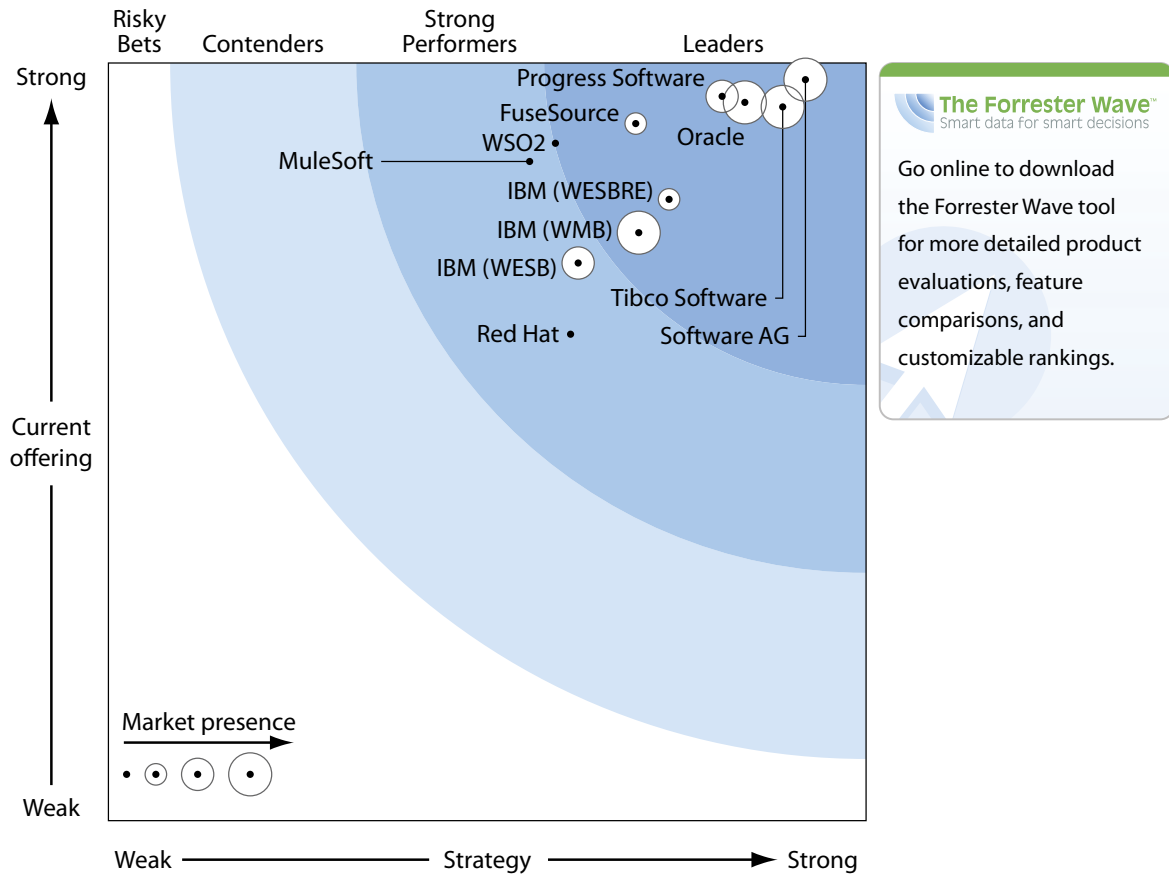 Risky
Bets
Contenders
Strong
Performers
Leaders
Strong
Progress Software
FuseSource
Oracle
WSO2
MuleSoft
IBM (WESBRE)
IBM (WMB)
IBM (WESB)
Tibco Software
Red Hat
Software AG
Current
offering
Market presence
Weak
Weak
Strategy
Strong
The Forrester Wave™
Smart data for smart decisions
Go online to download
the Forrester Wave tool
for more detailed product
evaluations, feature
comparisons, and
customizable rankings.